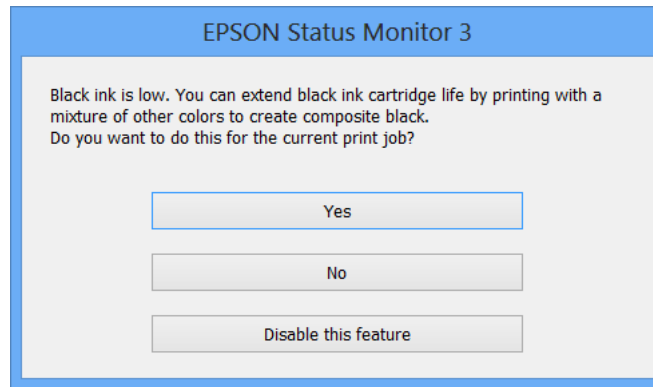 EPSON Status Monitor 3
Black ink is low. You can extend black ink cartridge life by printing with a
mixture of other colors to create composite black.
Do you want to do this for the current print job?
Yes
No
Disable this feature